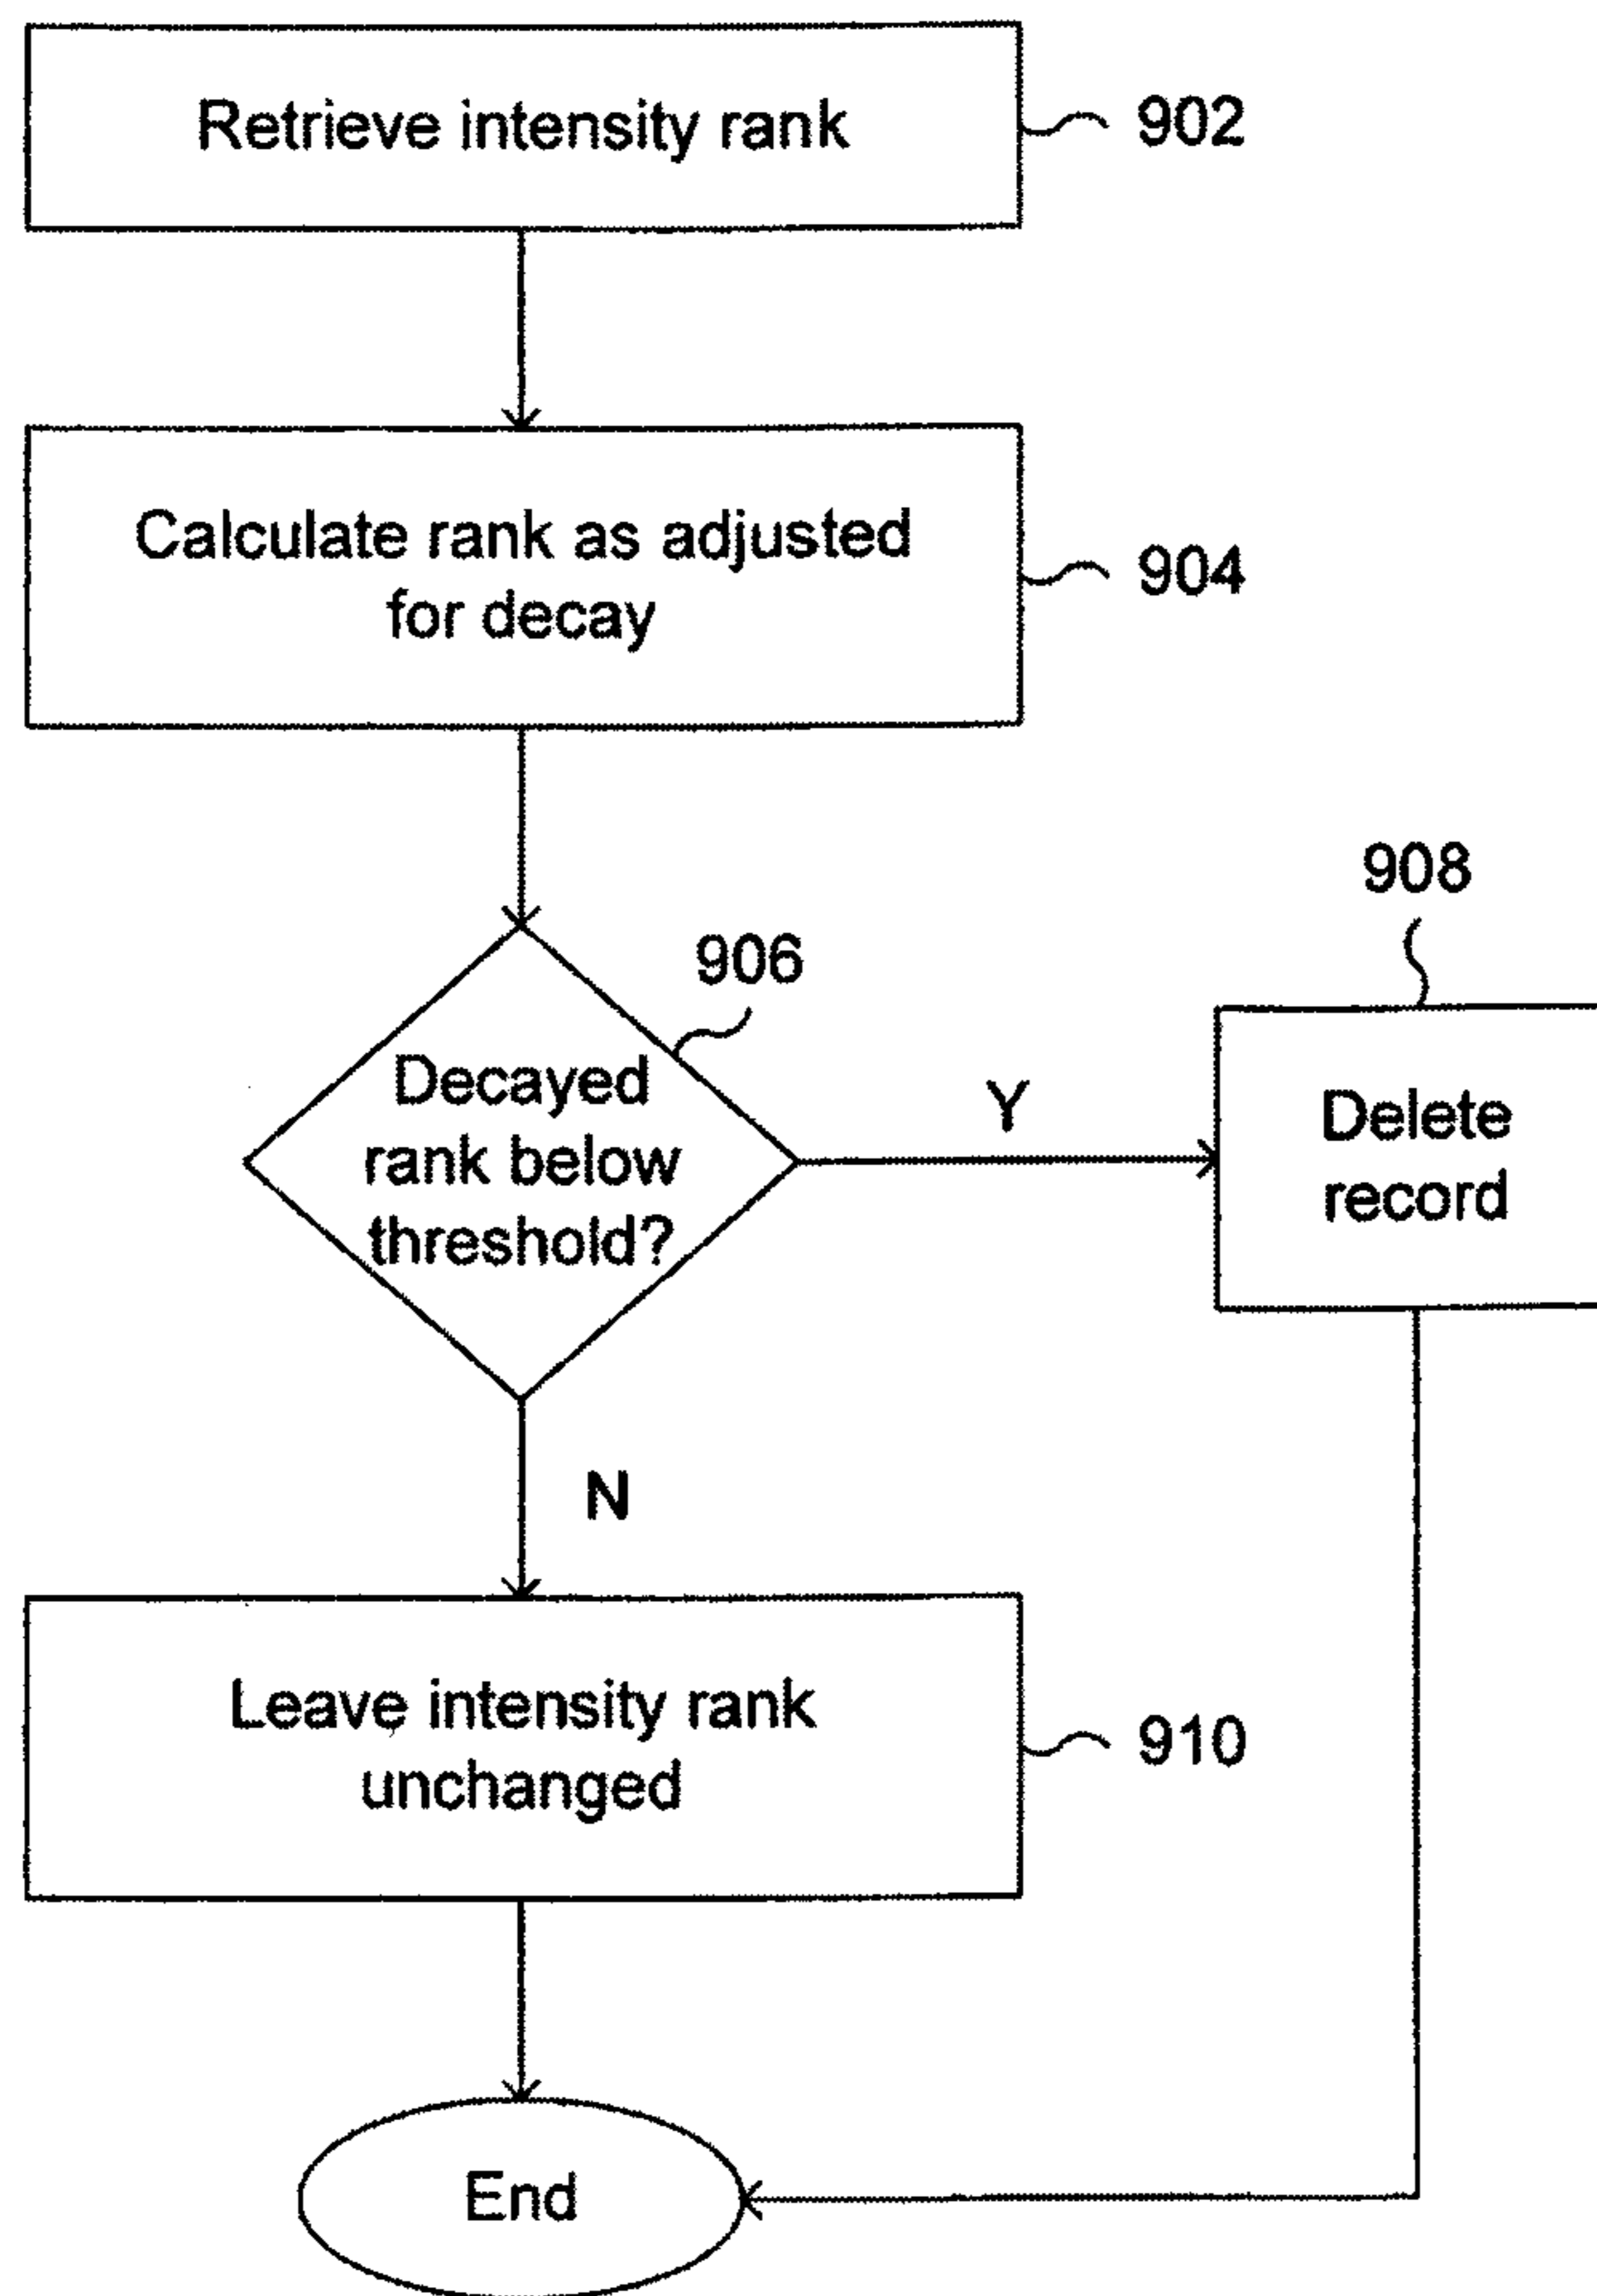 Retrieve intensity rank
902
Calculate rank as adjusted
for decay
904
906
908
Decayed
rank below
threshold?
Y
Delete
record
N
Leave intensity rank
unchanged
910
End